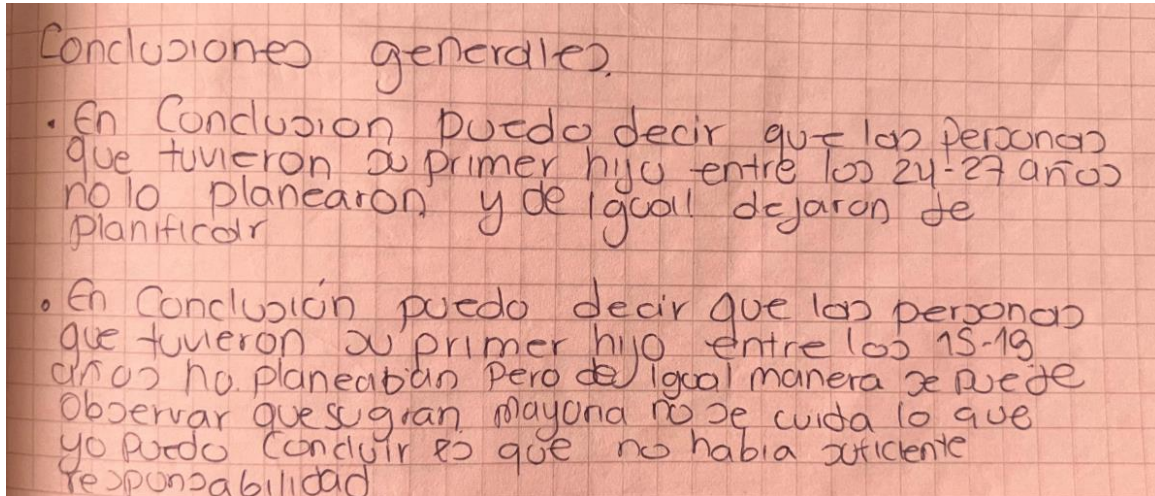 Conclusiones generales.
• En Conclusion puedo decir que las personas
que tuvieron su primer hijo entre los 24-27 años
no lo planearon y de igual dejaron de
planificar
• En Conclusión puedo decir que las personas
que tuvieron su primer hijo entre los 15-19
años no planeaban pero de igual manera se puede
observar que su gran mayoria no se cuida lo que
yo puedo concluir es que no habia suficiente
responsabilidad